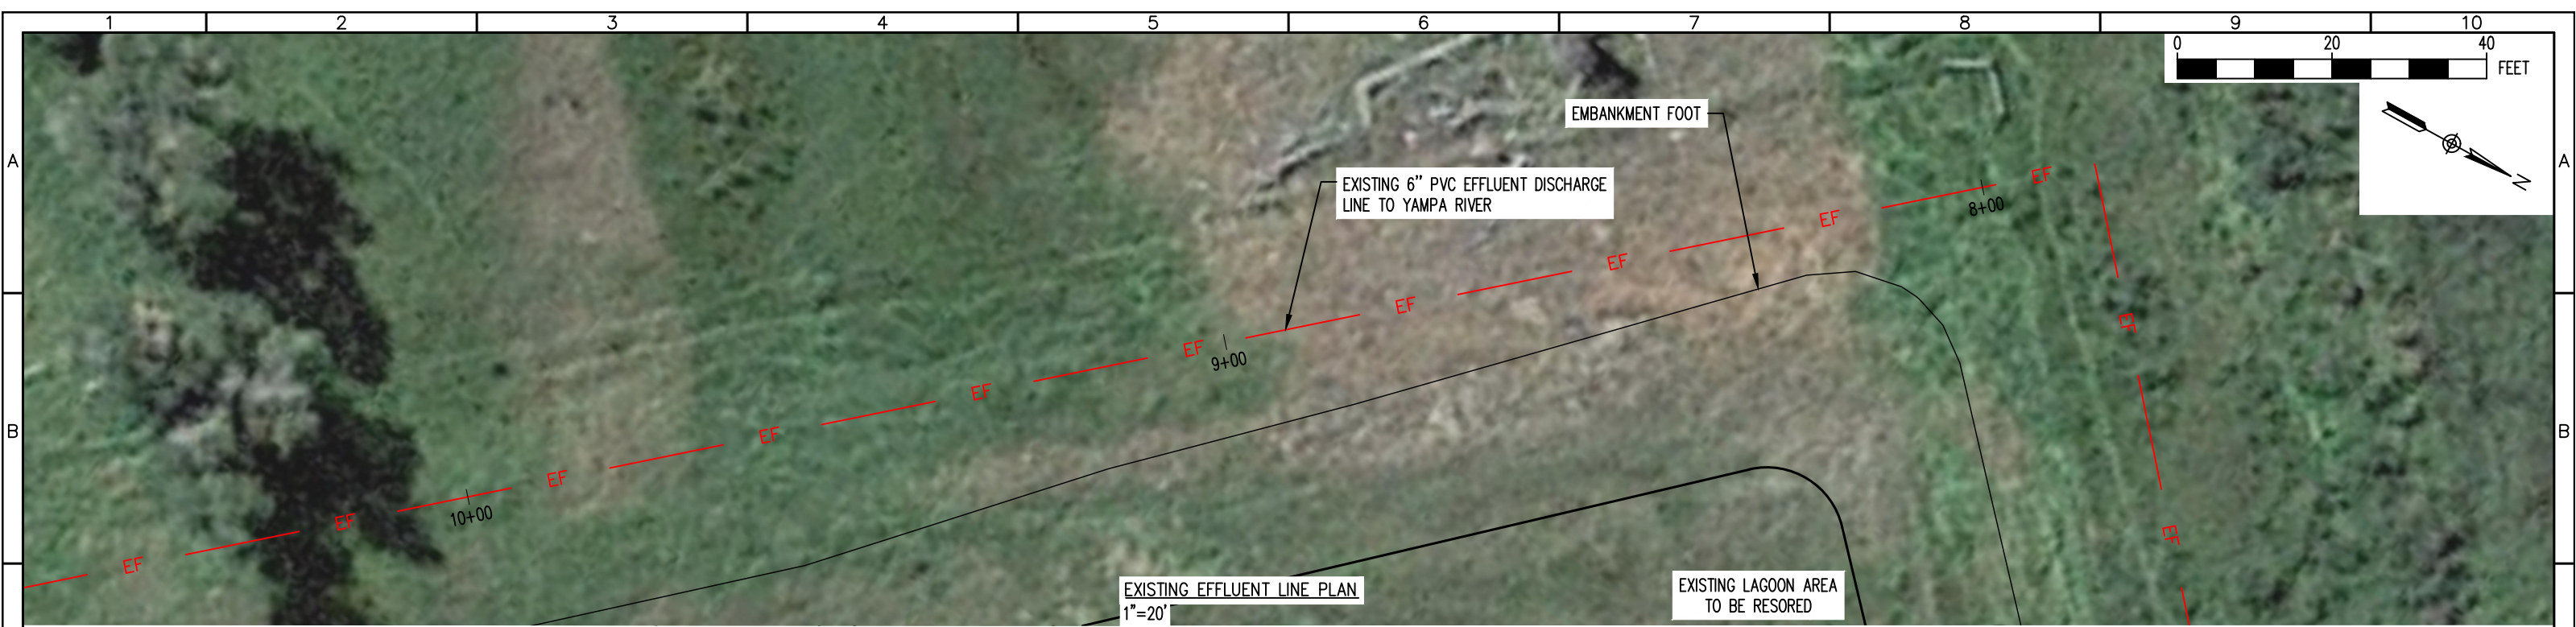 1 2 3 4 5 6 7 8 9 10
0 20 40
FEET
EMBANKMENT FOOT
A A
EXISTING 6" PVC EFFLUENT DISCHARGE
LINE TO YAMPA RIVER
EF
8+00
N
EF
EF
EF
EF
EF
9+00
EF
B B
EF
EF
10+00
EF
EF
EF
EXISTING EFFLUENT LINE PLAN
1"=20'
EXISTING LAGOON AREA
TO BE RESORED